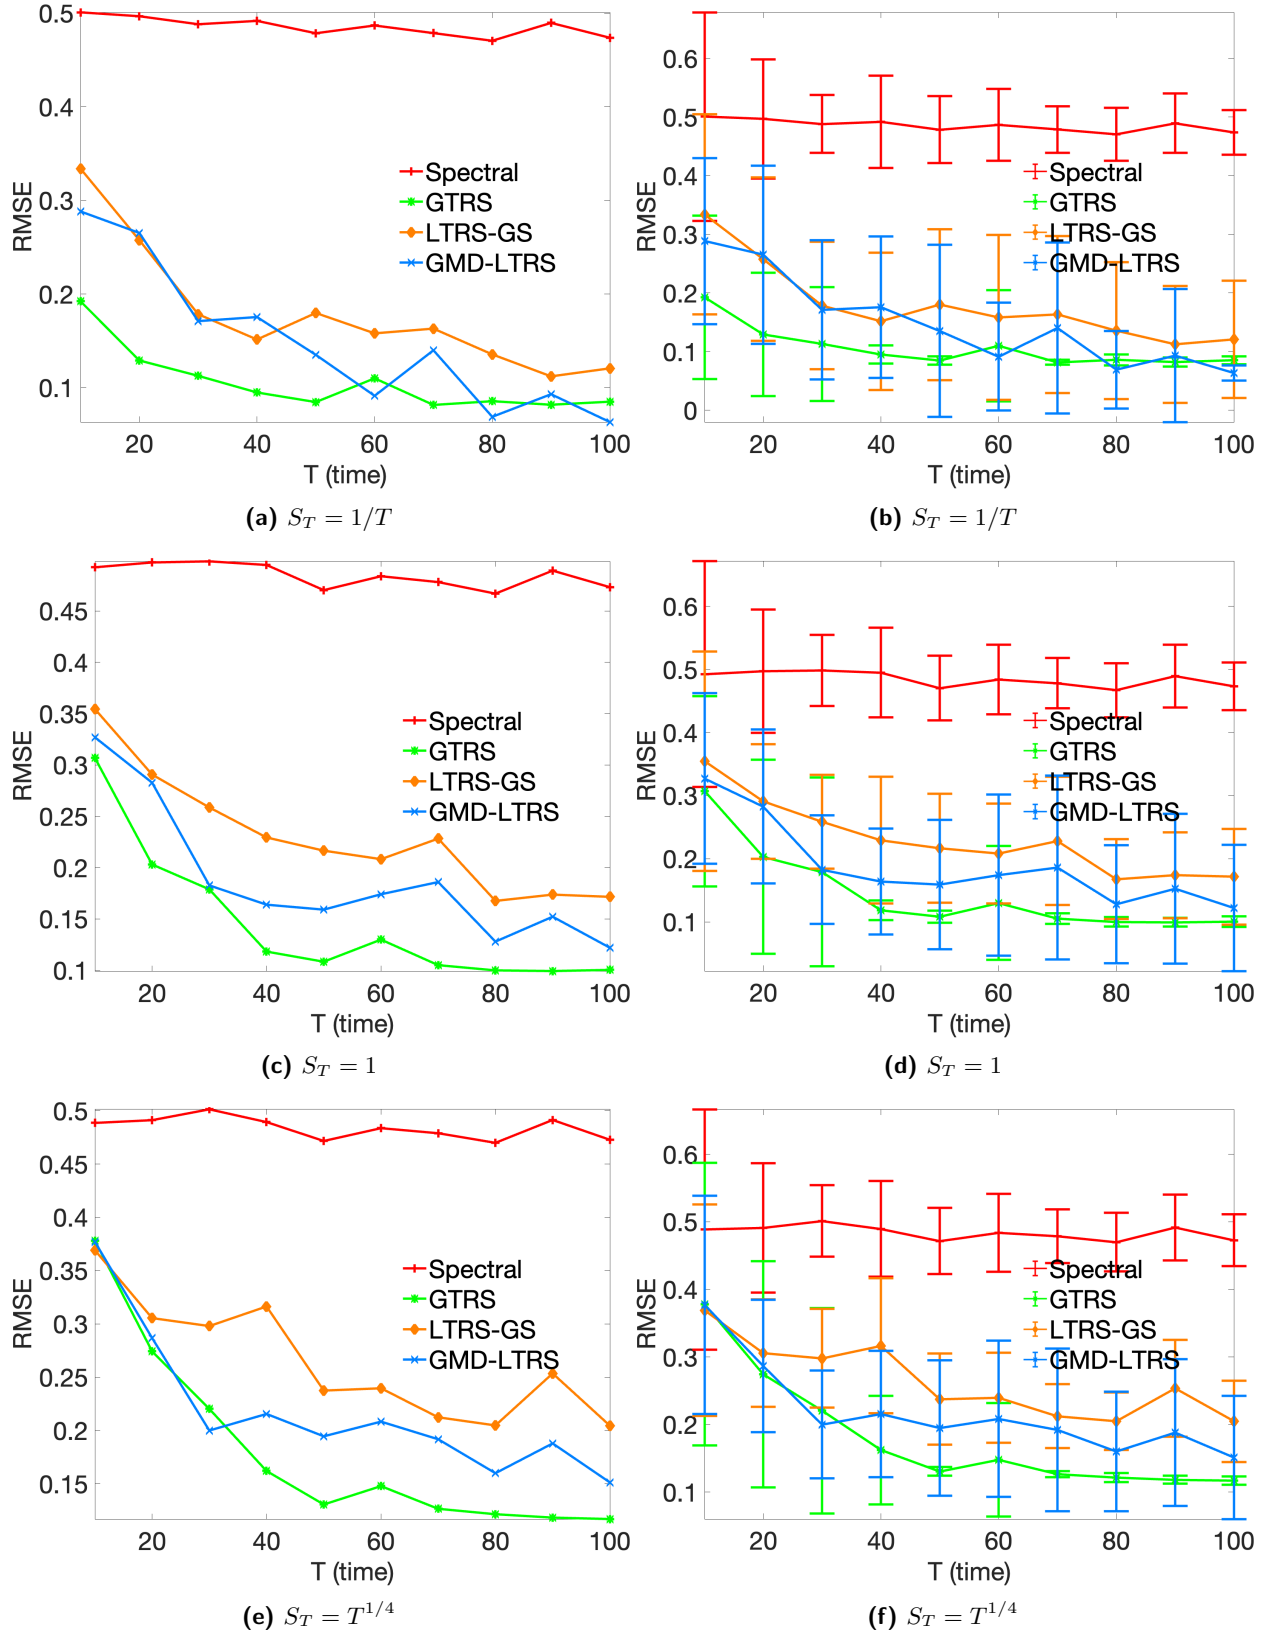 0.5
0.4
0.3
0.2
0.1
RMSE
Spectral
GTRS
LTRS-GS
GMD-LTRS
20 40 60 80 100
T (time)
(a) S_T = 1/T
0.6
0.5
0.4
0.3
0.2
0.1
0
RMSE
Spectral
GTRS
LTRS-GS
GMD-LTRS
20 40 60 80 100
T (time)
(b) S_T = 1/T
0.45
0.4
0.35
0.3
0.25
0.2
0.15
0.1
RMSE
Spectral
GTRS
LTRS-GS
GMD-LTRS
20 40 60 80 100
T (time)
(c) S_T = 1
0.6
0.5
0.4
0.3
0.2
0.1
RMSE
Spectral
GTRS
LTRS-GS
GMD-LTRS
20 40 60 80 100
T (time)
(d) S_T = 1
0.5
0.45
0.4
0.35
0.3
0.25
0.2
0.15
RMSE
Spectral
GTRS
LTRS-GS
GMD-LTRS
20 40 60 80 100
T (time)
(e) S_T = T^{1/4}
0.6
0.5
0.4
0.3
0.2
0.1
RMSE
Spectral
GTRS
LTRS-GS
GMD-LTRS
20 40 60 80 100
T (time)
(f) S_T = T^{1/4}